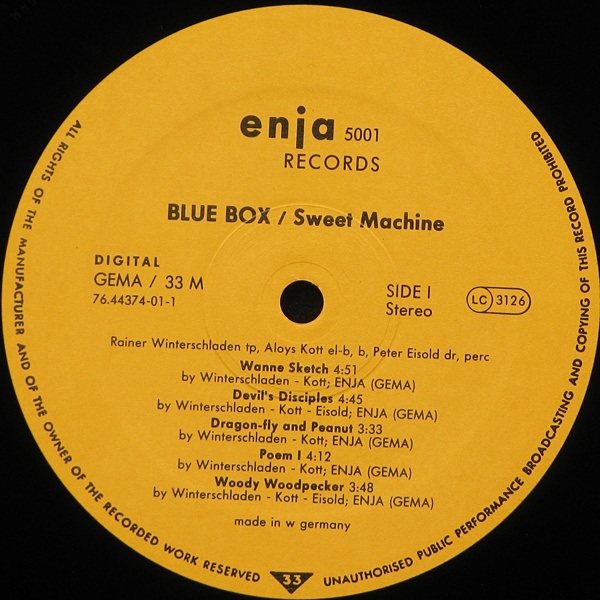 enja 5001
RECORDS
BLUE BOX / Sweet Machine
DIGITAL
GEMA / 33 M
76.44374-01-1
SIDE I
Stereo
LC 3126
Rainer Winterschladen tp, Aloys Kott el-b, b, Peter Eisold dr, perc
Wanne Sketch 4:51
by Winterschladen - Kott; ENJA (GEMA)
Devil's Disciples 4:45
by Winterschladen - Kott - Eisold; ENJA (GEMA)
Dragon-fly and Peanut 3:33
by Winterschladen - Kott; ENJA (GEMA)
Poem I 4:12
by Winterschladen - Kott; ENJA (GEMA)
Woody Woodpecker 3:48
by Winterschladen - Kott - Eisold; ENJA (GEMA)
made in w germany
ALL RIGHTS OF THE MANUFACTURER AND OF THE OWNER OF THE RECORDED WORK RESERVED
33
UNAUTHORISED PUBLIC PERFORMANCE BROADCASTING AND COPYING OF THIS RECORD PROHIBITED